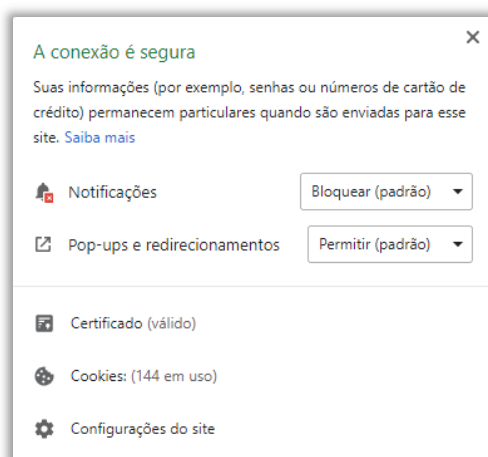 A conexão é segura
Suas informações (por exemplo, senhas ou números de cartão de
crédito) permanecem particulares quando são enviadas para esse
site. Saiba mais
Notificações Bloquear (padrão)
Pop-ups e redirecionamentos Permitir (padrão)
Certificado (válido)
Cookies: (144 em uso)
Configurações do site